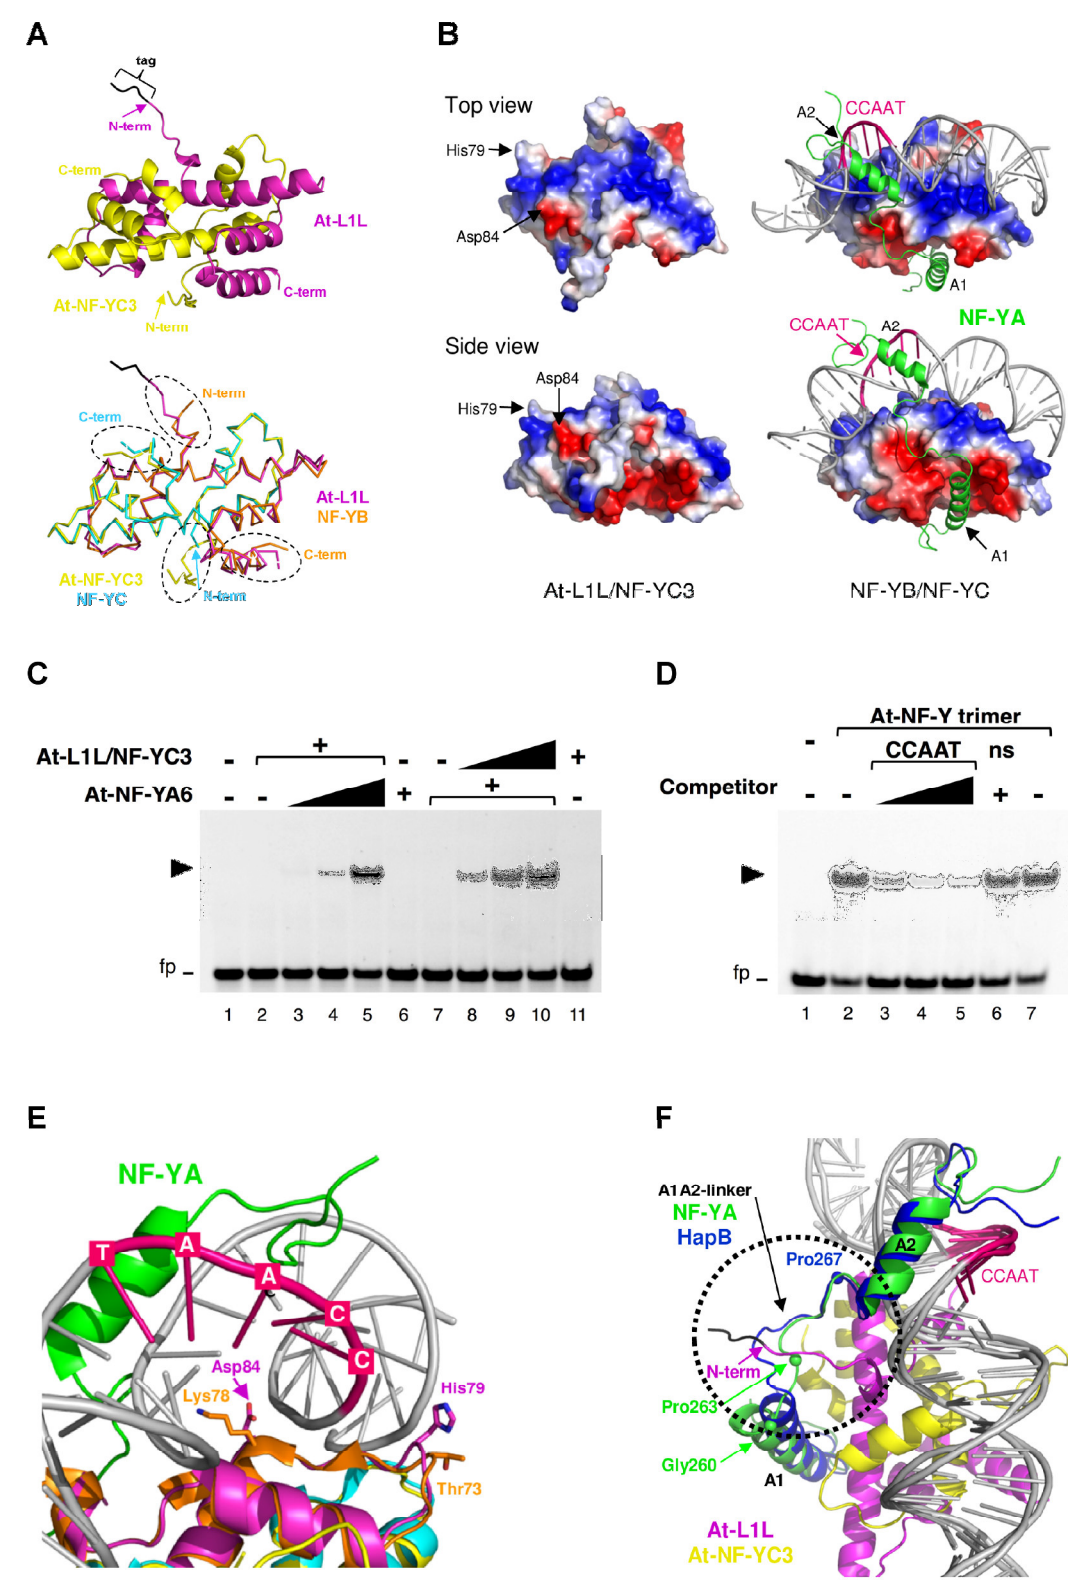 A
tag
N-term
C-term
At-L1L
At-NF-YC3
C-term
N-term
N-term
C-term
At-L1L
NF-YB
C-term
At-NF-YC3
NF-YC
N-term
B
Top view
His79
Asp84
A2
CCAAT
A1
NF-YA
Side view
Asp84
His79
CCAAT
A2
A1
At-L1L/NF-YC3
NF-YB/NF-YC
C
At-L1L/NF-YC3 - + - - +
At-NF-YA6 - - + + -
fp
1 2 3 4 5 6 7 8 9 10 11
D
At-NF-Y trimer
- CCAAT ns
Competitor - - + -
fp
1 2 3 4 5 6 7
E
NF-YA
T A A C C
Asp84
Lys78
His79
Thr73
F
A1A2-linker
NF-YA
HapB
Pro267
A2
CCAAT
N-term
Pro263
Gly260
A1
At-L1L
At-NF-YC3